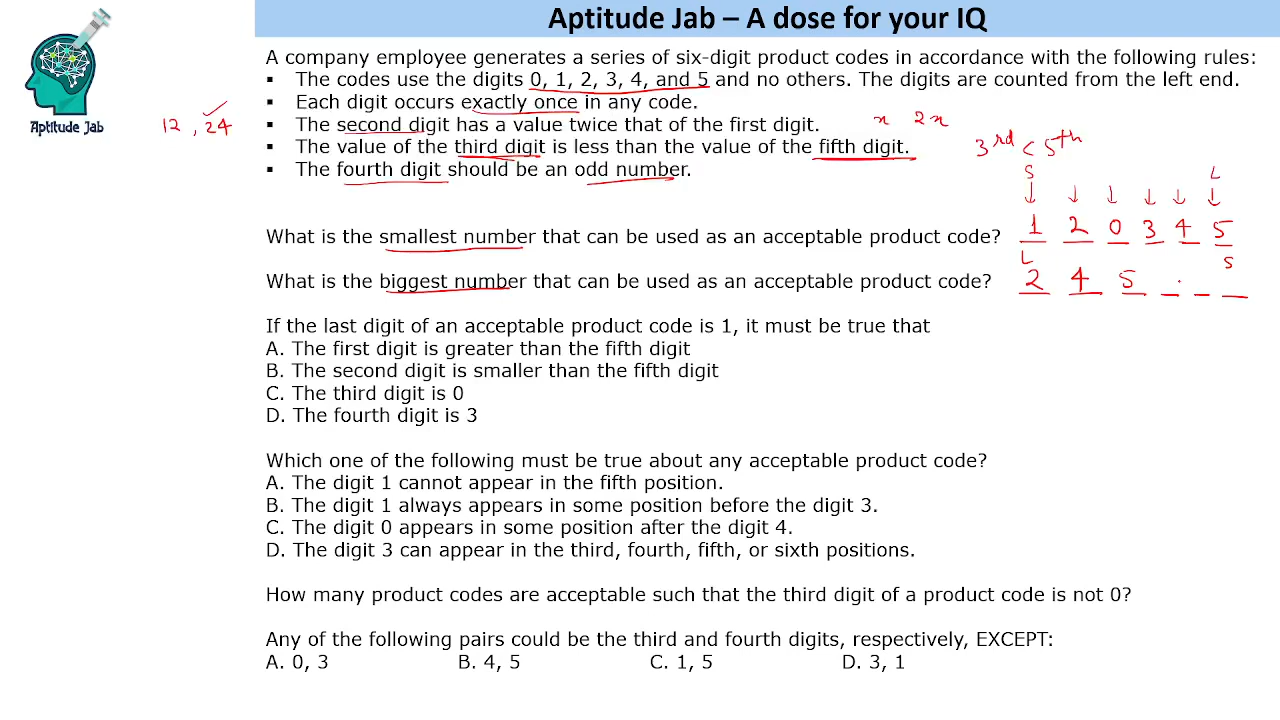 Aptitude Jab – A dose for your IQ
Aptitude Jab
A company employee generates a series of six-digit product codes in accordance with the following rules:
▪ The codes use the digits 0, 1, 2, 3, 4, and 5 and no others. The digits are counted from the left end.
▪ Each digit occurs exactly once in any code.
▪ The second digit has a value twice that of the first digit.
▪ The value of the third digit is less than the value of the fifth digit.
▪ The fourth digit should be an odd number.
12 , 24
x 2x
3rd < 5th
S L
What is the smallest number that can be used as an acceptable product code? 1 2 0 3 4 5
L S
What is the biggest number that can be used as an acceptable product code? 2 4 5
If the last digit of an acceptable product code is 1, it must be true that
A. The first digit is greater than the fifth digit
B. The second digit is smaller than the fifth digit
C. The third digit is 0
D. The fourth digit is 3
Which one of the following must be true about any acceptable product code?
A. The digit 1 cannot appear in the fifth position.
B. The digit 1 always appears in some position before the digit 3.
C. The digit 0 appears in some position after the digit 4.
D. The digit 3 can appear in the third, fourth, fifth, or sixth positions.
How many product codes are acceptable such that the third digit of a product code is not 0?
Any of the following pairs could be the third and fourth digits, respectively, EXCEPT:
A. 0, 3 B. 4, 5 C. 1, 5 D. 3, 1